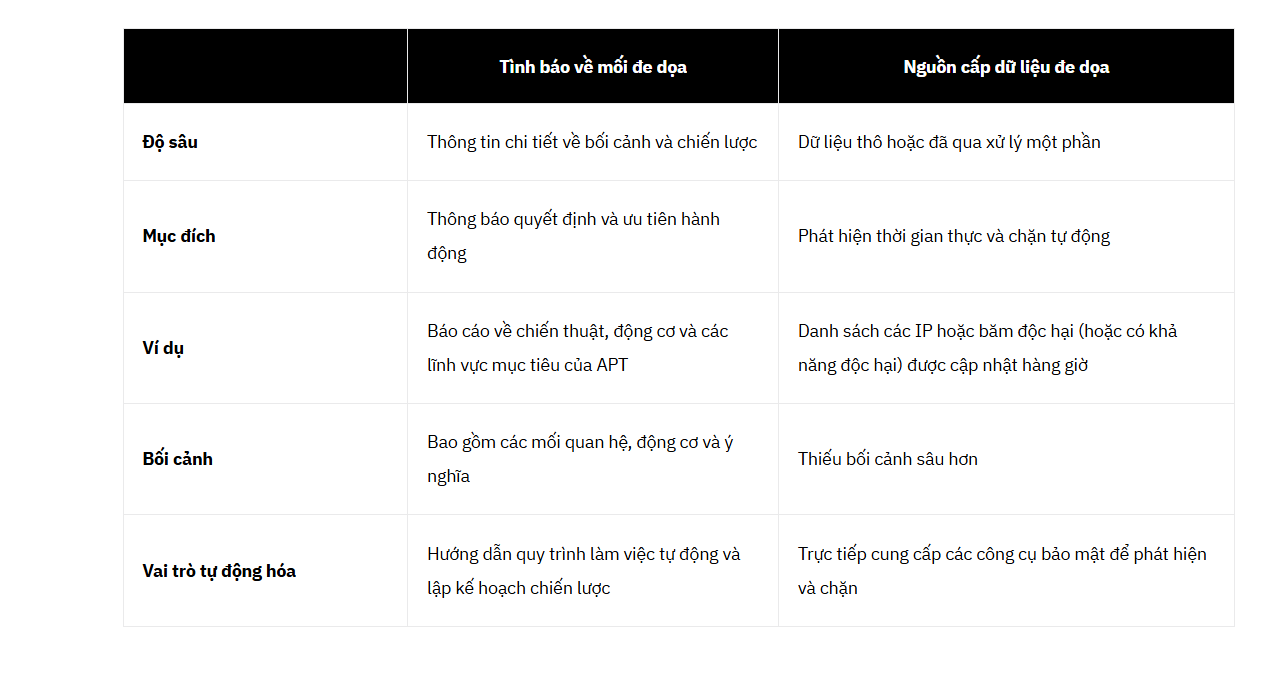 Tình báo về mối đe dọa
Nguồn cấp dữ liệu đe dọa
Độ sâu
Thông tin chi tiết về bối cảnh và chiến lược
Dữ liệu thô hoặc đã qua xử lý một phần
Mục đích
Thông báo quyết định và ưu tiên hành
động
Phát hiện thời gian thực và chặn tự động
Ví dụ
Báo cáo về chiến thuật, động cơ và các
lĩnh vực mục tiêu của APT
Danh sách các IP hoặc băm độc hại (hoặc có khả
năng độc hại) được cập nhật hàng giờ
Bối cảnh
Bao gồm các mối quan hệ, động cơ và ý
nghĩa
Thiếu bối cảnh sâu hơn
Vai trò tự động hóa
Hướng dẫn quy trình làm việc tự động và
lập kế hoạch chiến lược
Trực tiếp cung cấp các công cụ bảo mật để phát hiện
và chặn